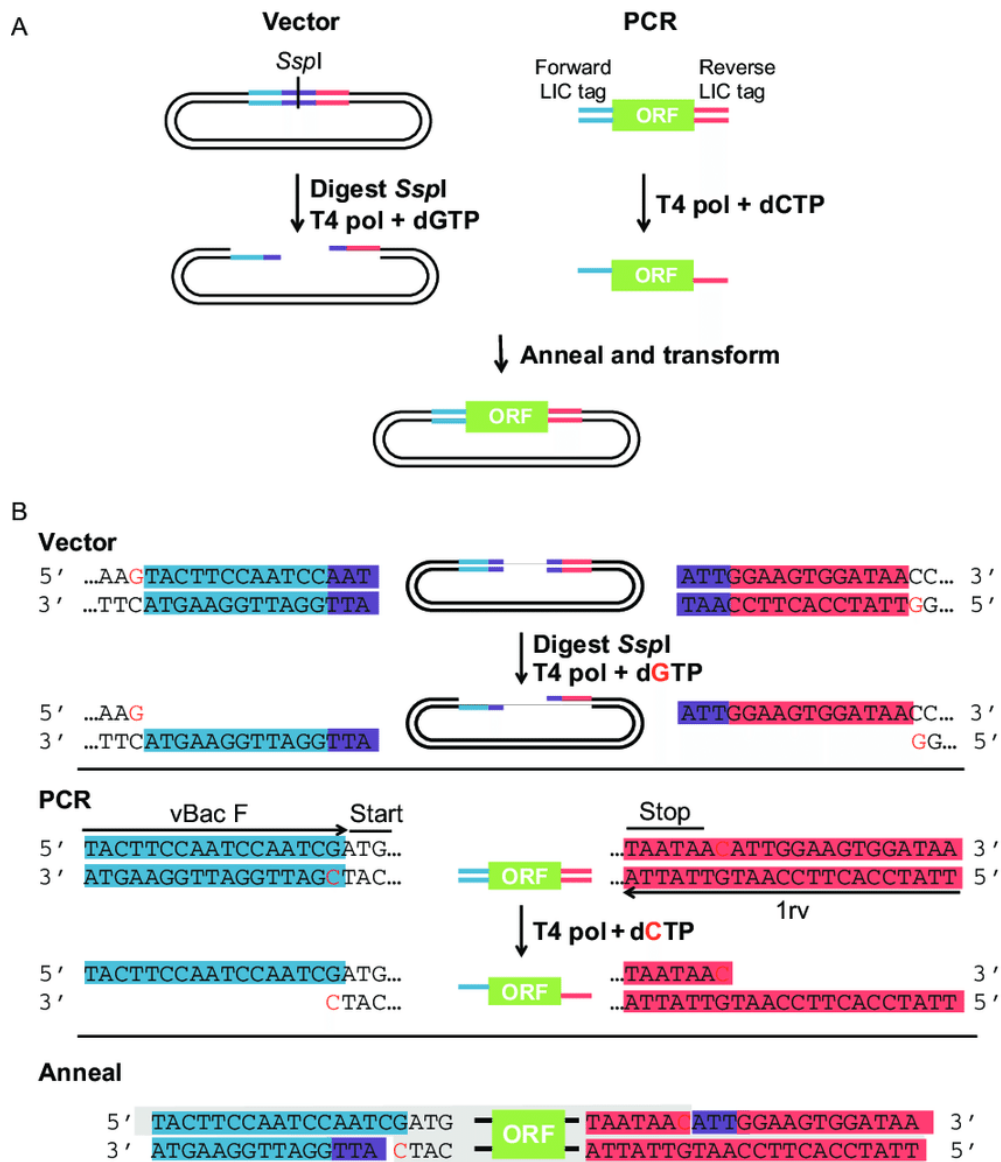 A
Vector
PCR
SspI
Forward LIC tag
Reverse LIC tag
ORF
Digest SspI
T4 pol + dGTP
T4 pol + dCTP
ORF
Anneal and transform
ORF
B
Vector
5′ …AAGTACTTCCAATCCAAT ATTGGAAGTGGATAACC… 3′
3′ …TTCATGAAGGTTAGGTTA TAACCTTCACCTATTGG… 5′
Digest SspI
T4 pol + dGTP
5′ …AAG ATTGGAAGTGGATAACC… 3′
3′ …TTCATGAAGGTTAGGTTA GG… 5′
PCR
vBac F Start Stop
5′ TACTTCCAATCCAATCGATG… …TAATAACATTGGAAGTGGATAA 3′
3′ ATGAAGGTTAGGTTAGCTAC… ORF …ATTATTGTAACCTTCACCTATT 5′
1rv
T4 pol + dCTP
5′ TACTTCCAATCCAATCGATG… …TAATAAC 3′
3′ CTAC… ORF …ATTATTGTAACCTTCACCTATT 5′
Anneal
5′ TACTTCCAATCCAATCGATG ORF TAATAACATTGGAAGTGGATAA 3′
3′ ATGAAGGTTAGGTTA CTAC ATTATTGTAACCTTCACCTATT 5′